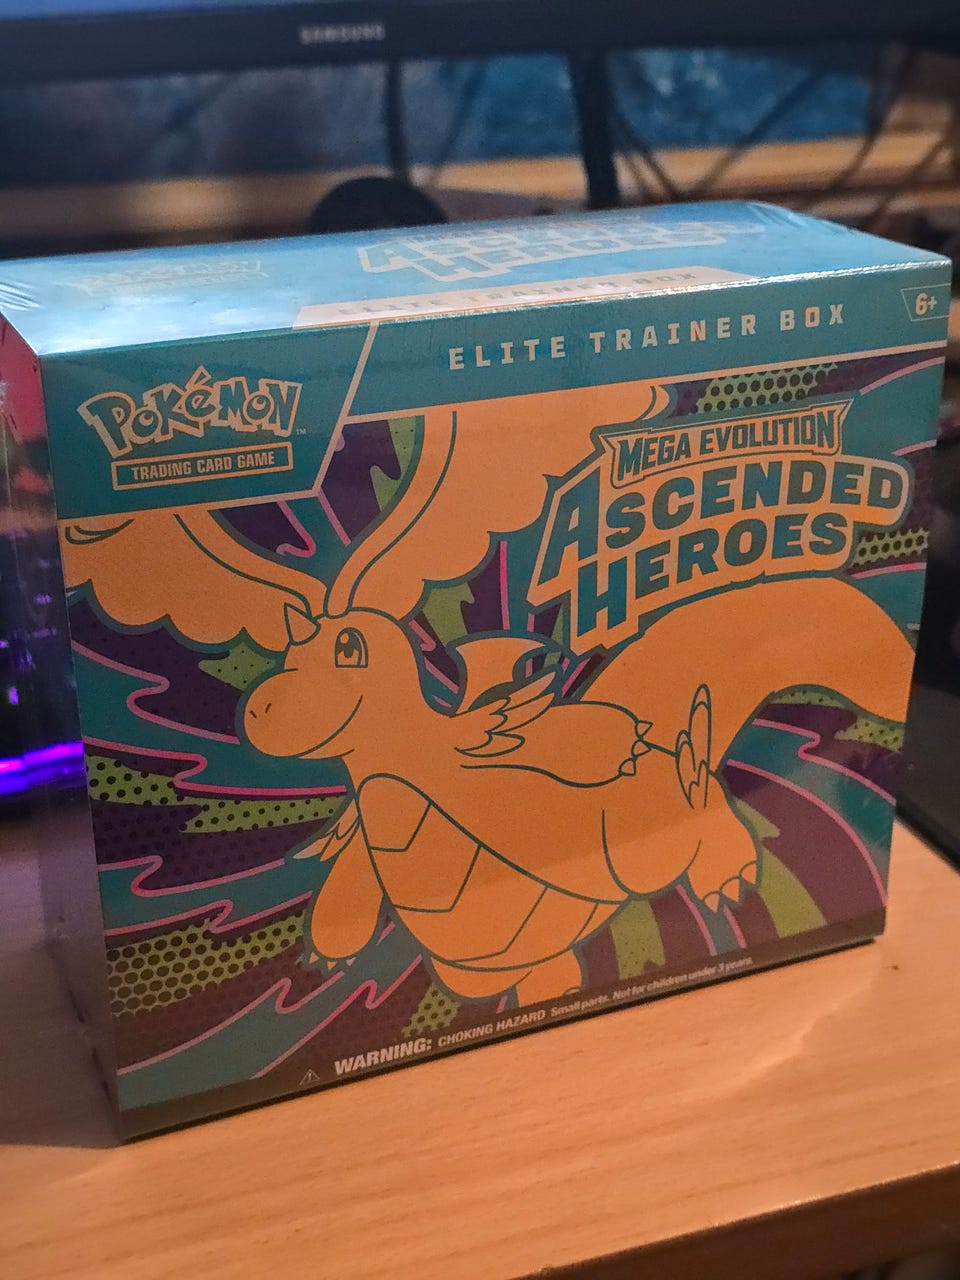 SAMSUNG
ASCENDED
HEROES
ELITE TRAINER BOX
6+
ELITE TRAINER BOX
POKéMON
TM
TRADING CARD GAME
MEGA EVOLUTION
ASCENDED
HEROES
WARNING: CHOKING HAZARD Small parts. Not for children under 3 years.